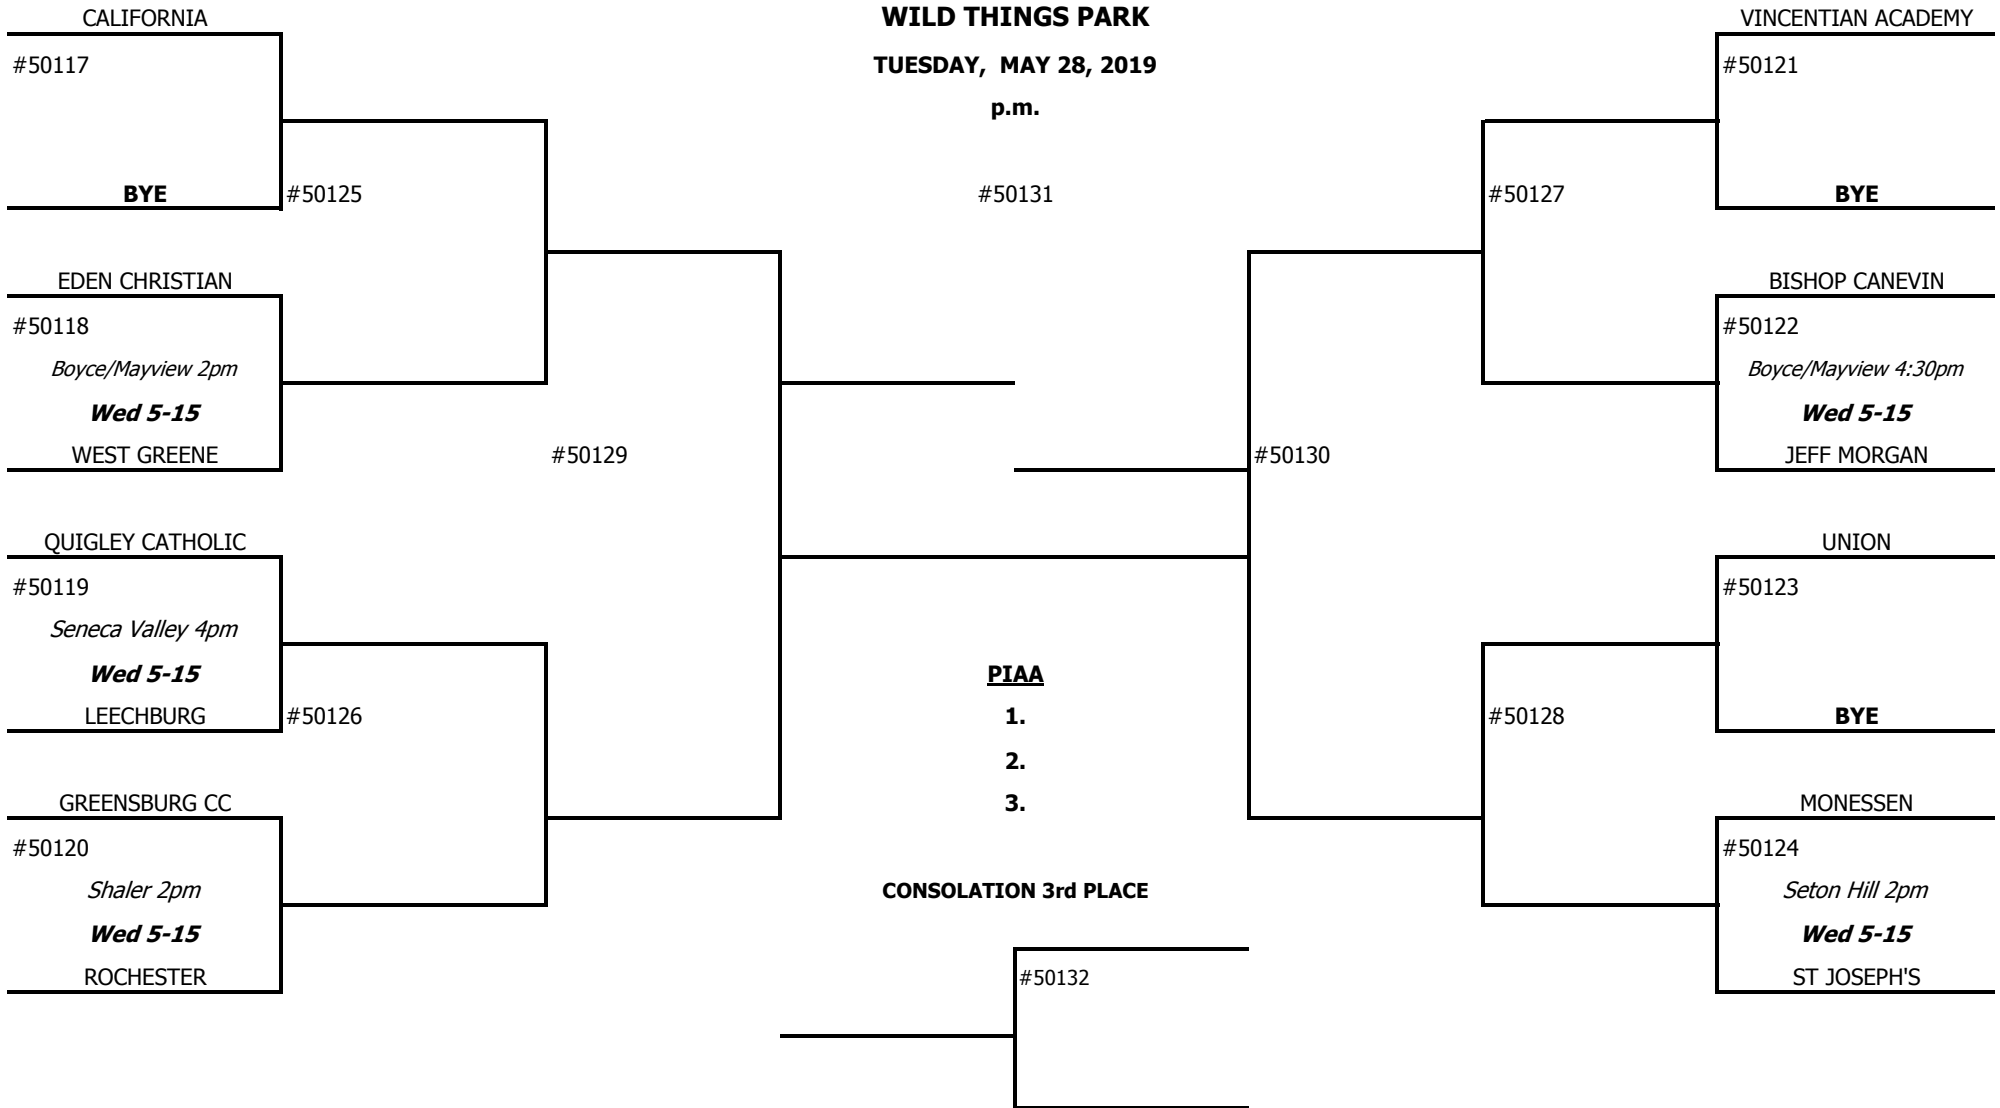 CALIFORNIA
#50117
BYE
#50125
EDEN CHRISTIAN
#50118
Boyce/Mayview 2pm
Wed 5-15
WEST GREENE
#50129
QUIGLEY CATHOLIC
#50119
Seneca Valley 4pm
Wed 5-15
LEECHBURG
#50126
GREENSBURG CC
#50120
Shaler 2pm
Wed 5-15
ROCHESTER
WILD THINGS PARK
TUESDAY, MAY 28, 2019
p.m.
#50131
PIAA
1.
2.
3.
CONSOLATION 3rd PLACE
#50132
VINCENTIAN ACADEMY
#50121
BYE
#50127
BISHOP CANEVIN
#50122
Boyce/Mayview 4:30pm
Wed 5-15
JEFF MORGAN
#50130
UNION
#50123
BYE
#50128
MONESSEN
#50124
Seton Hill 2pm
Wed 5-15
ST JOSEPH'S